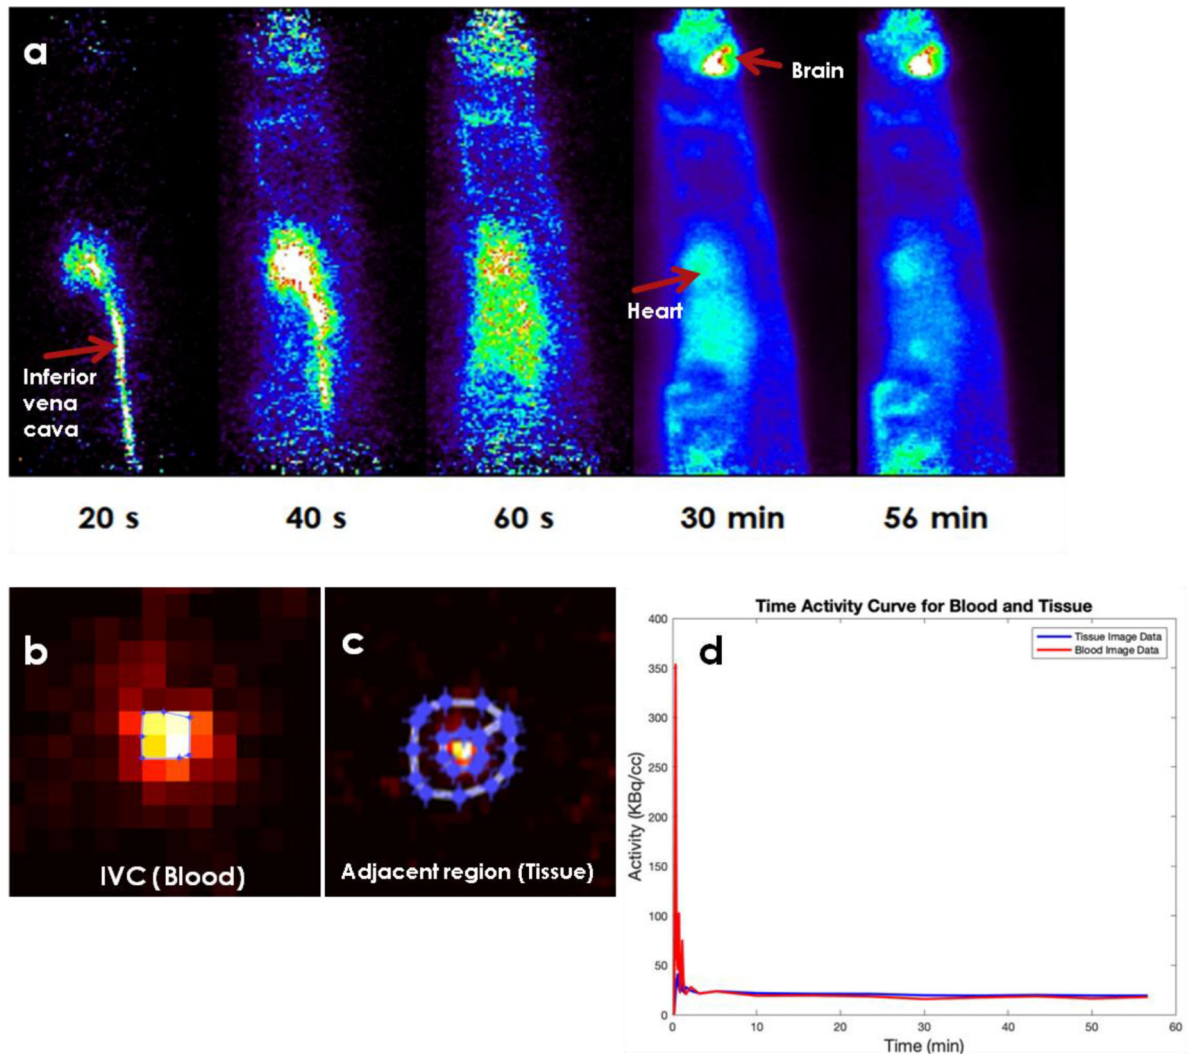 a
Brain
Heart
Inferior
vena
cava
20 s
40 s
60 s
30 min
56 min
b
IVC (Blood)
c
Adjacent region (Tissue)
Time Activity Curve for Blood and Tissue
d
Tissue Image Data
Blood Image Data
Activity (KBq/cc)
400
350
300
250
200
150
100
50
0
0 10 20 30 40 50 60
Time (min)